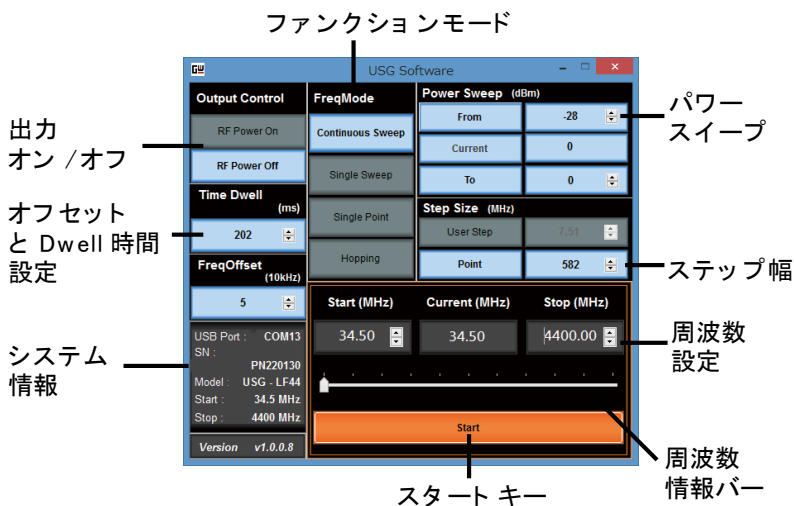 ファンクションモード
GW
USG Software
出力
オン /オフ
オフセット
と Dwell 時間
設定
システム
情報
Output Control
RF Power On
RF Power Off
Time Dwell
(ms)
202
FreqOffset
(10kHz)
5
USB Port : COM13
SN :
PN220130
Model : USG - LF44
Start : 34.5 MHz
Stop : 4400 MHz
Version v1.0.0.8
FreqMode
Continuous Sweep
Single Sweep
Single Point
Hopping
Power Sweep (dBm)
From -28
Current 0
To 0
Step Size (MHz)
User Step 7.51
Point 582
Start (MHz) Current (MHz) Stop (MHz)
34.50 34.50 4400.00
Start
パワー
スイープ
ステップ幅
周波数
設定
周波数
情報バー
スタートキー